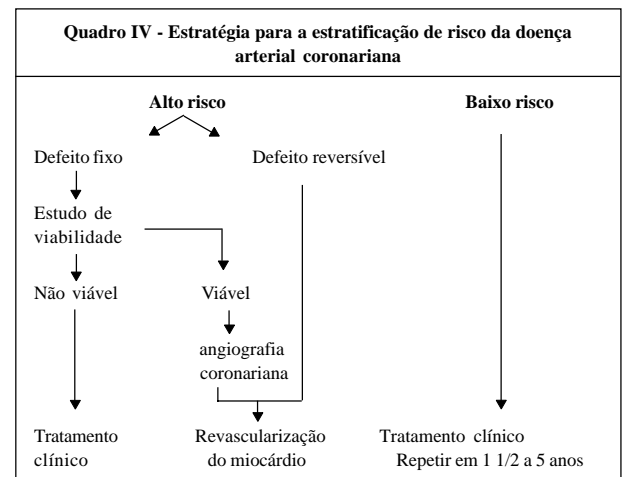 Quadro IV - Estratégia para a estratificação de risco da doença
arterial coronariana
Alto risco
Baixo risco
Defeito fixo
Defeito reversível
Estudo de
viabilidade
Não viável
Viável
angiografia
coronariana
Tratamento
clínico
Revascularização
do miocárdio
Tratamento clínico
Repetir em 1 1/2 a 5 anos